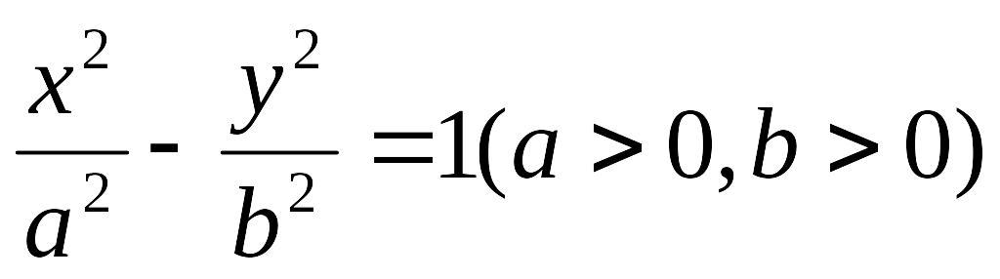 x²/a² - y²/b² =1(a > 0,b > 0)